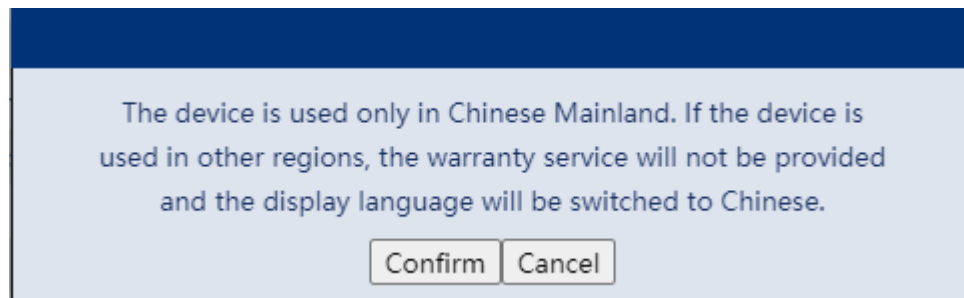 The device is used only in Chinese Mainland. If the device is
used in other regions, the warranty service will not be provided
and the display language will be switched to Chinese.
Confirm Cancel